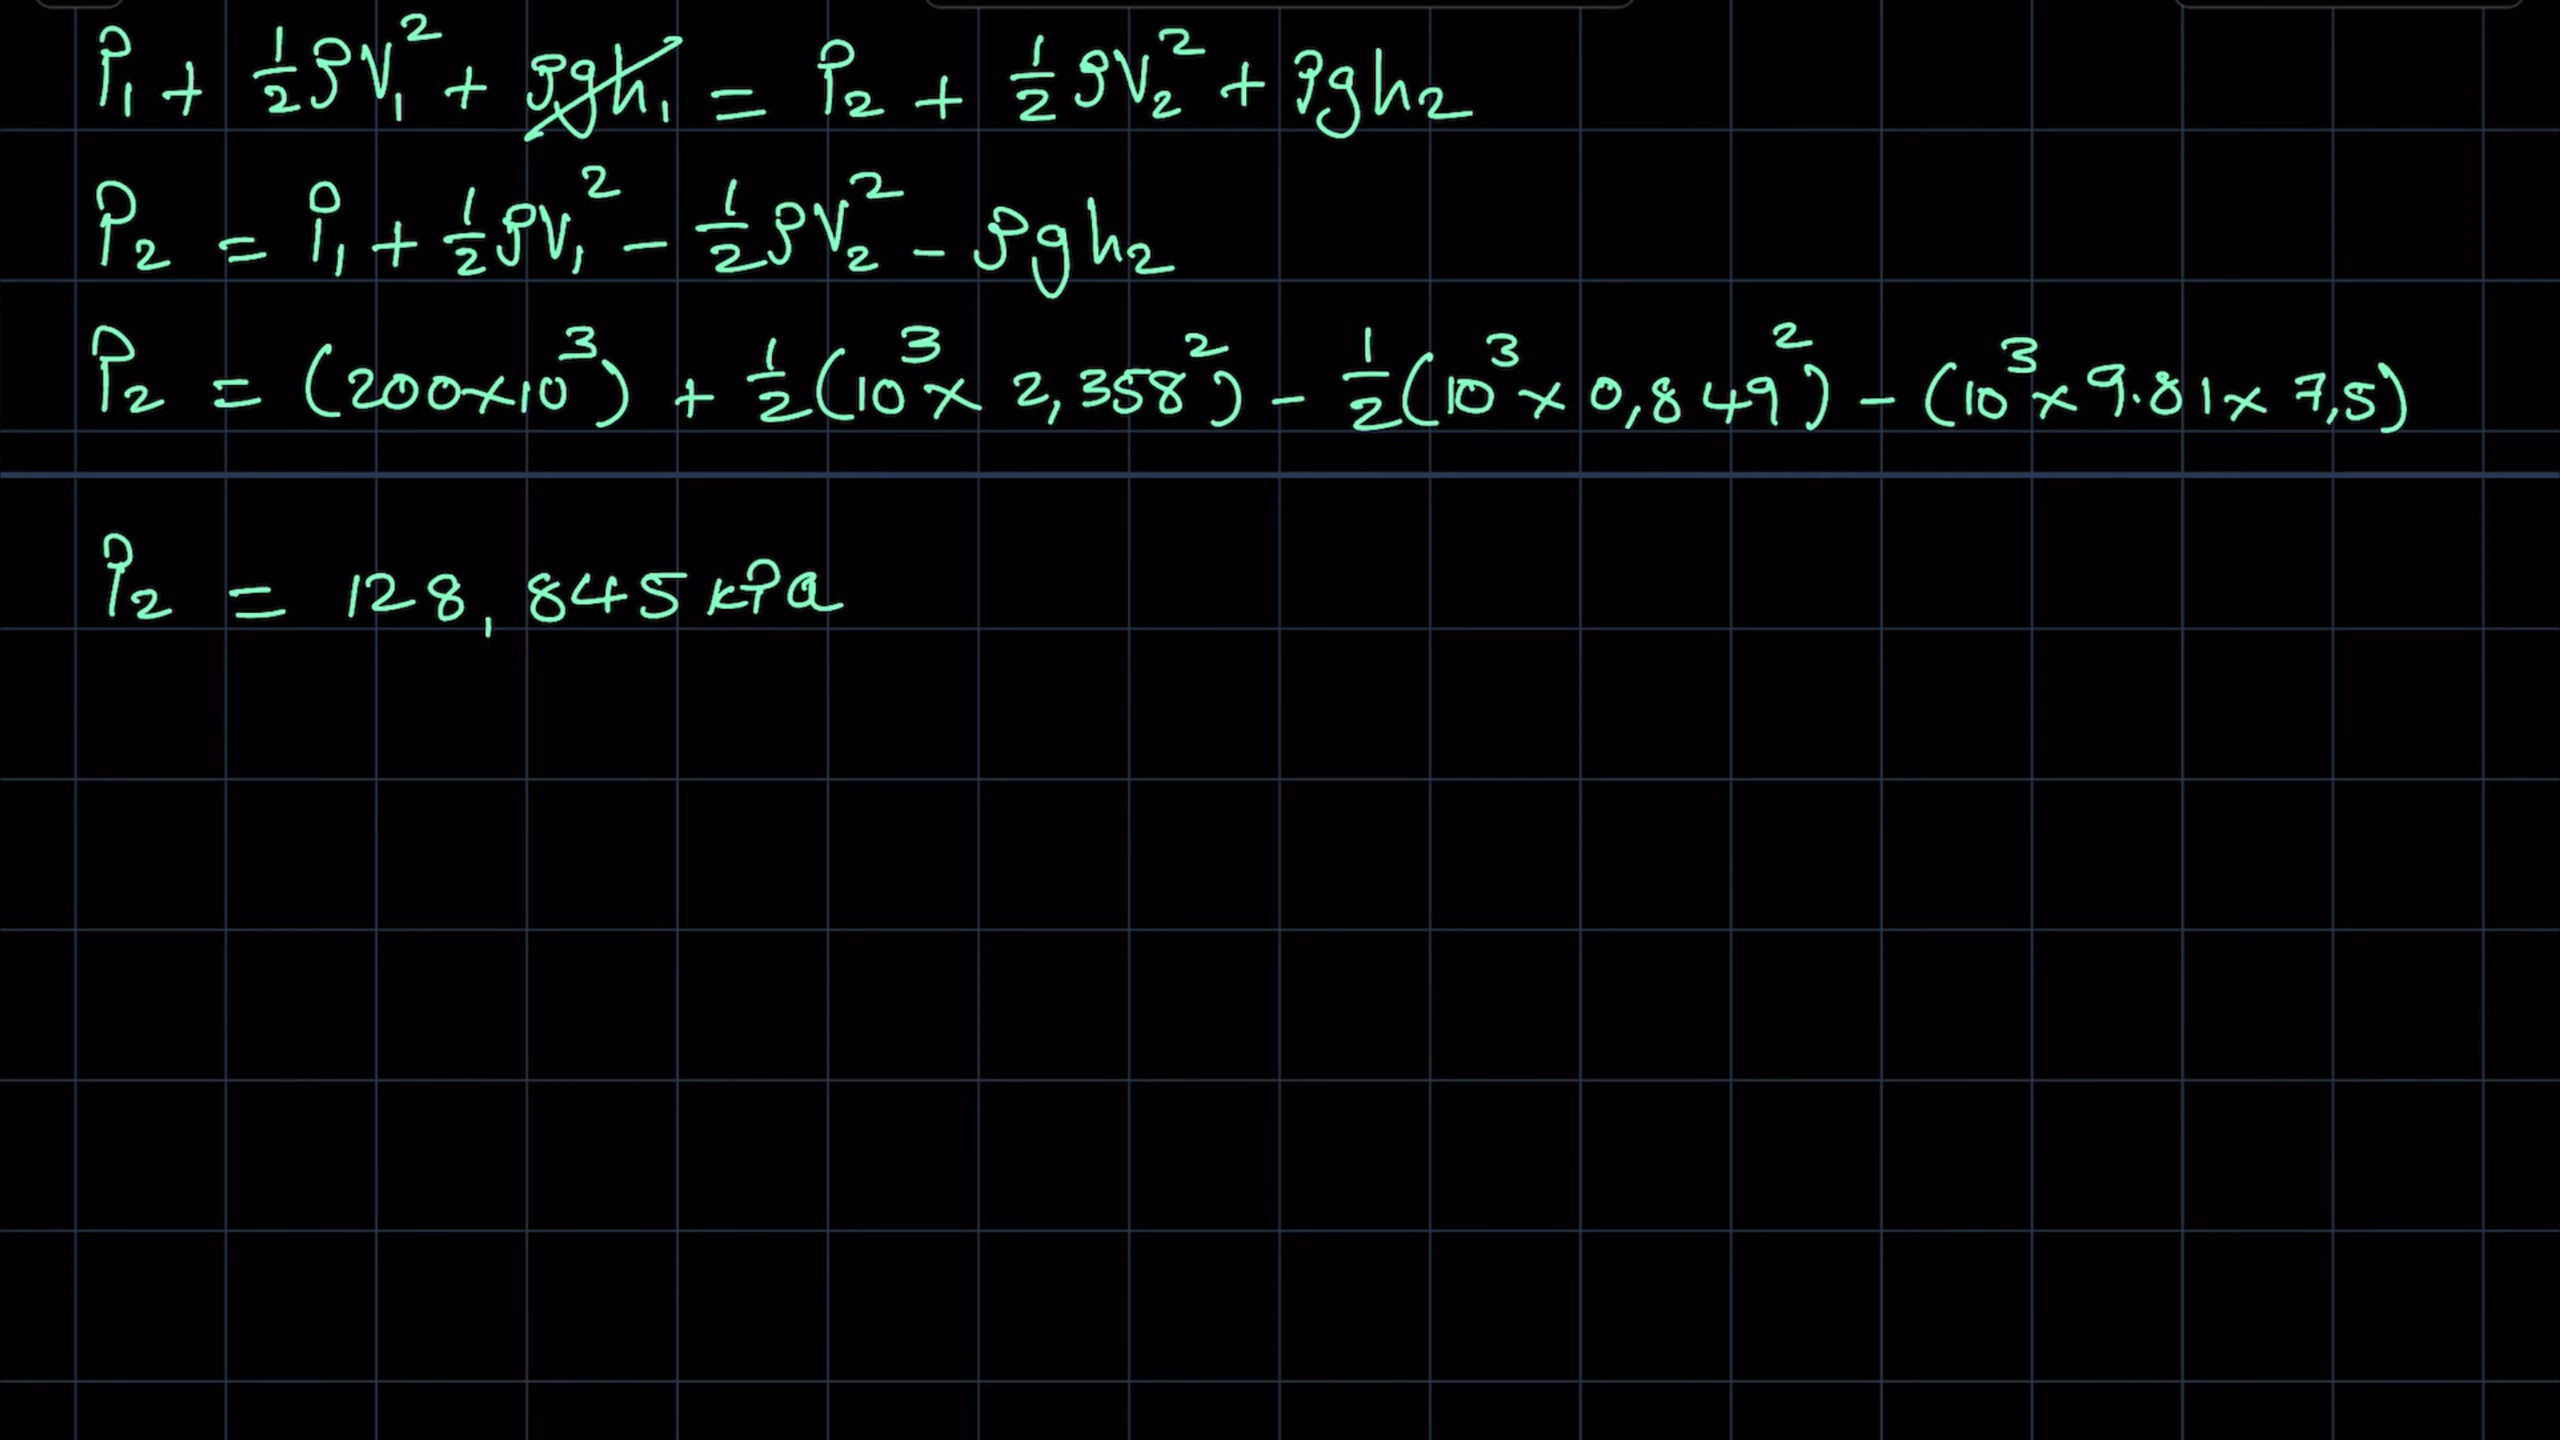 P₁ + ½ρV₁² + ρgh₁ = P₂ + ½ρV₂² + ρgh₂
P₂ = P₁ + ½ρV₁² − ½ρV₂² − ρgh₂
P₂ = (200×10³) + ½(10³× 2,358²) − ½(10³× 0,849²) − (10³× 9.81× 7,5)
P₂ = 128,845 kPa